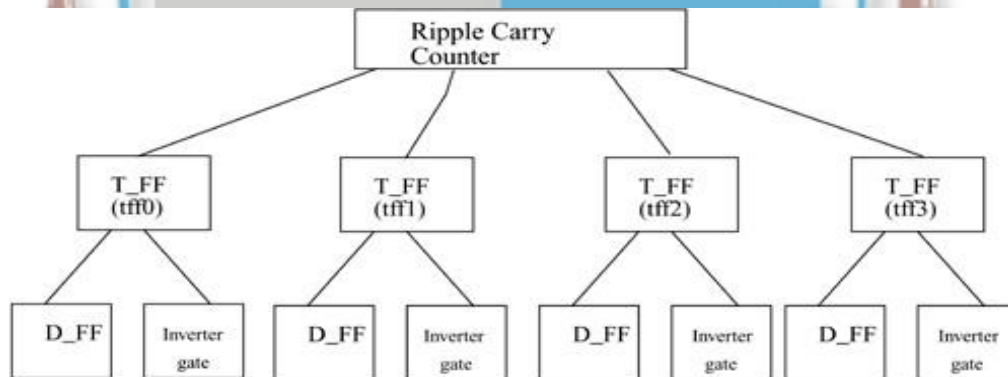 Ripple Carry
Counter
T_FF
(tff0)
T_FF
(tff1)
T_FF
(tff2)
T_FF
(tff3)
D_FF
Inverter
gate
D_FF
Inverter
gate
D_FF
Inverter
gate
D_FF
Inverter
gate